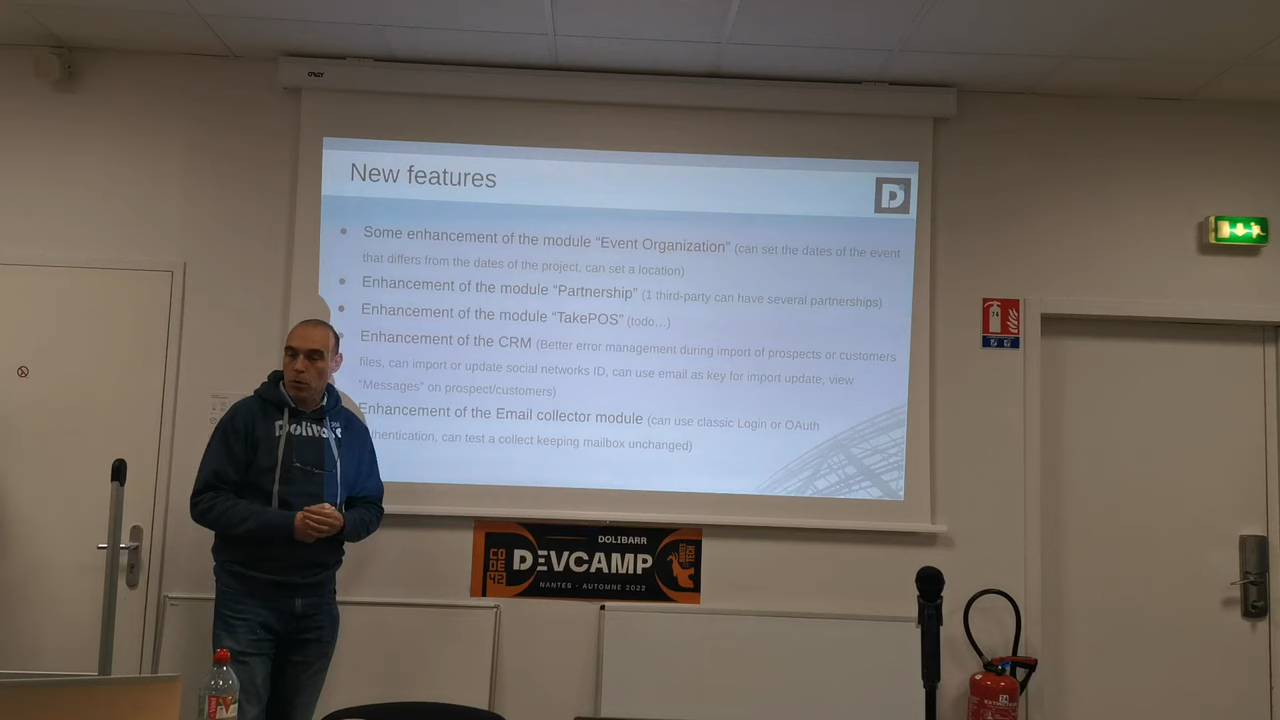 ORAY
New features
D
Some enhancement of the module “Event Organization” (can set the dates of the event
that differs from the dates of the project, can set a location)
Enhancement of the module “Partnership” (1 third-party can have several partnerships)
Enhancement of the module “TakePOS” (todo…)
Enhancement of the CRM (Better error management during import of prospects or customers
files, can import or update social networks ID, can use email as key for import update, view
“Messages” on prospect/customers)
Enhancement of the Email collector module (can use classic Login or OAuth
uthentication, can test a collect keeping mailbox unchanged)
DOLIBARR
CO
DE
42
DEVCAMP
NANTES - AUTOMNE 2022